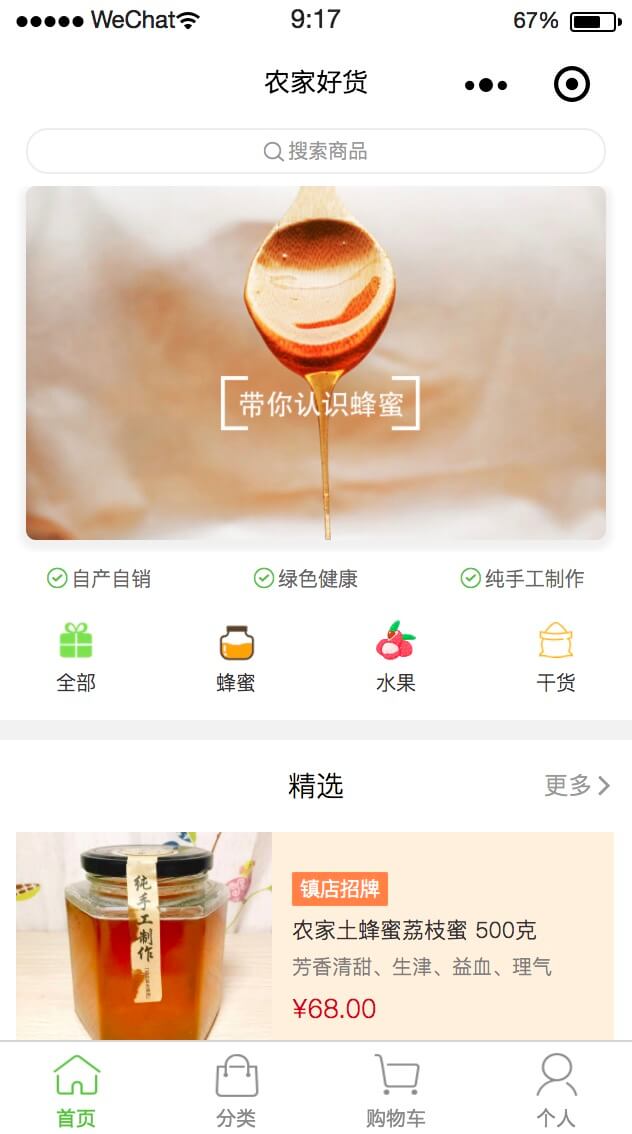 WeChat 9:17 67%
农家好货
搜索商品
带你认识蜂蜜
自产自销 绿色健康 纯手工制作
全部 蜂蜜 水果 干货
精选 更多
纯手工制作
镇店招牌
农家土蜂蜜荔枝蜜 500克
芳香清甜、生津、益血、理气
¥68.00
首页 分类 购物车 个人